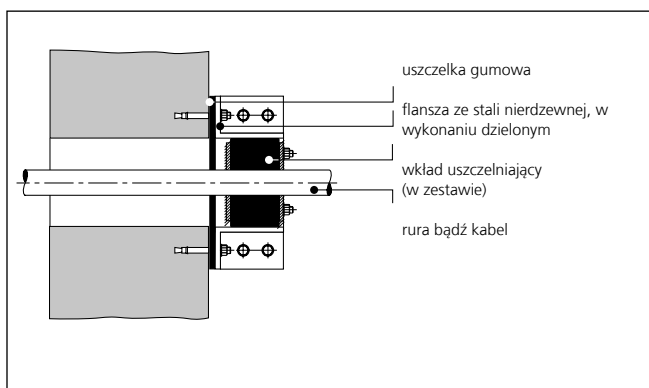 uszczelka gumowa
flansza ze stali nierdzewnej, w
wykonaniu dzielonym
wkład uszczelniający
(w zestawie)
rura bądź kabel